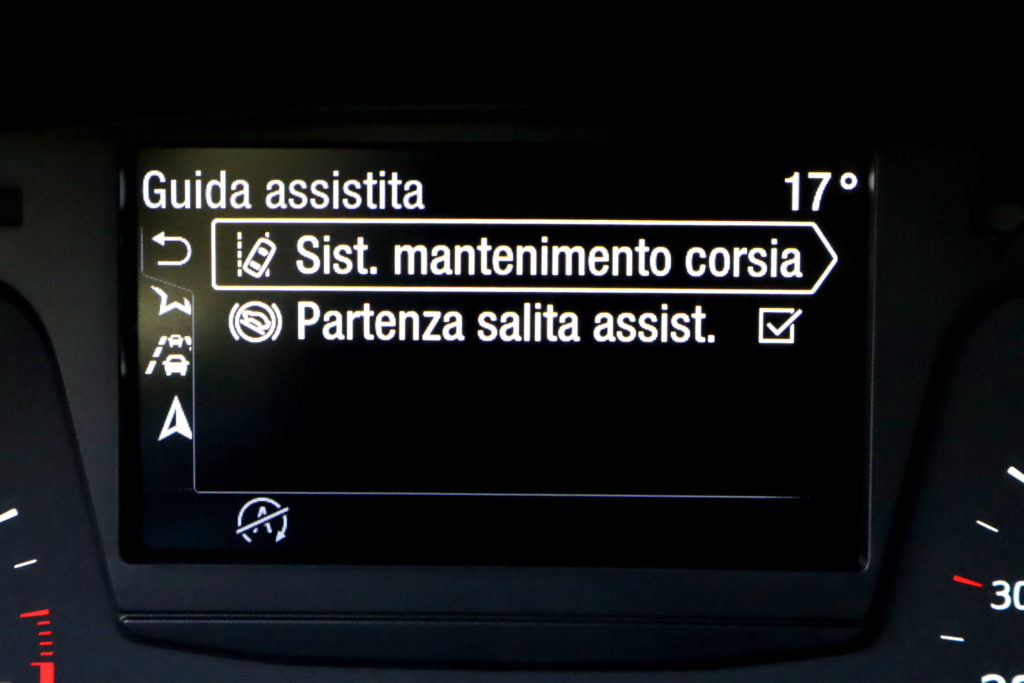 Guida assistita 17°
Sist. mantenimento corsia
Partenza salita assist.
A
30